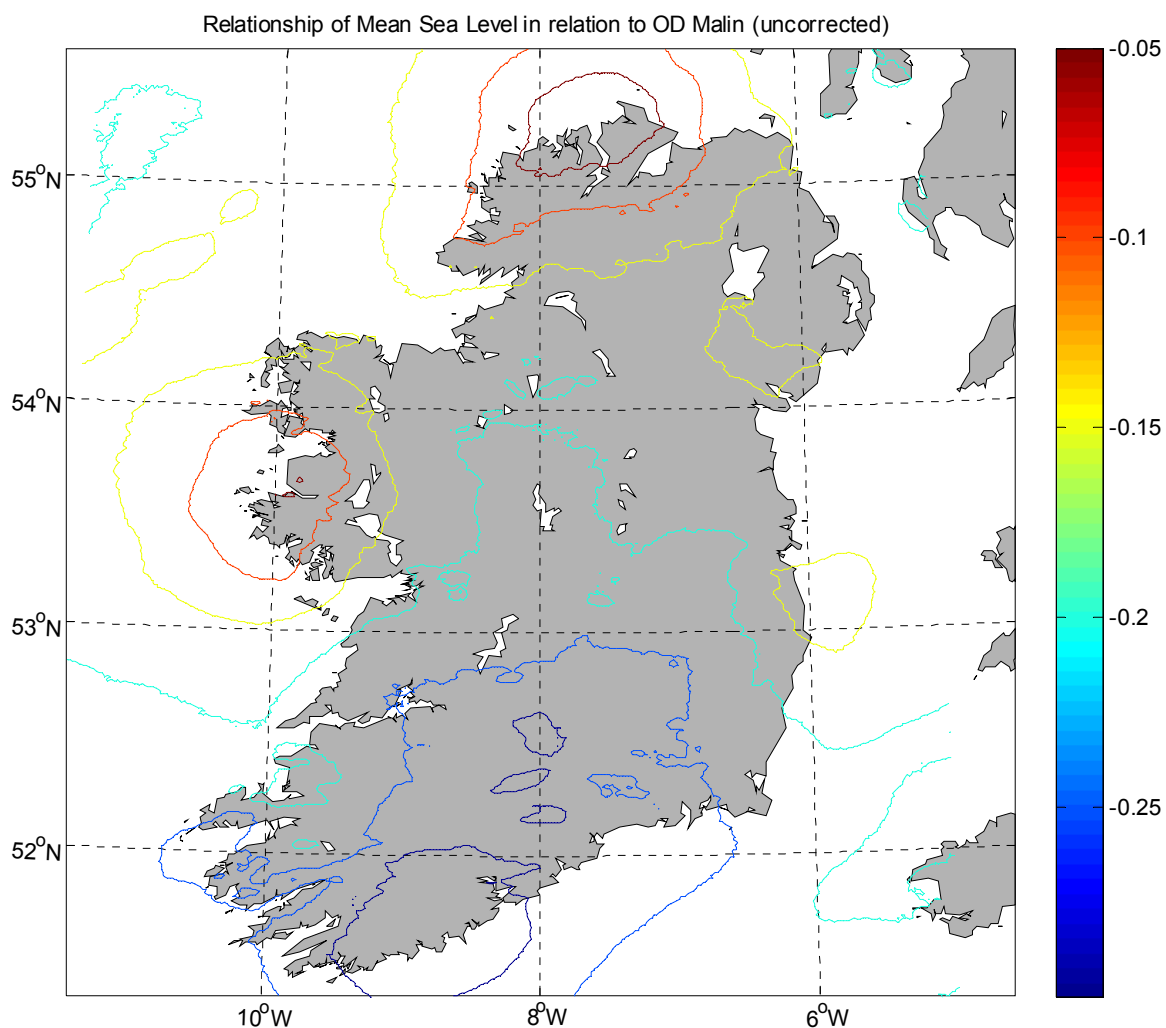 Relationship of Mean Sea Level in relation to OD Malin (uncorrected)
55°N
54°N
53°N
52°N
10°W
8°W
6°W
-0.05
-0.1
-0.15
-0.2
-0.25